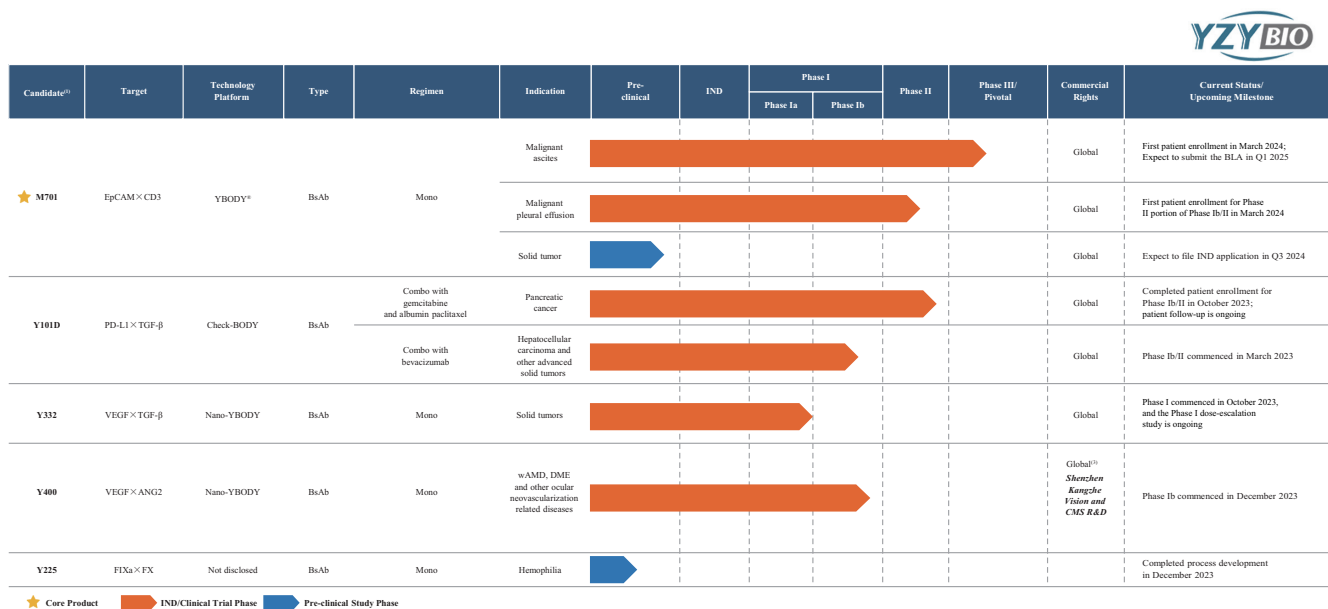 YZYBIO
Candidate(1)
Target
Technology
Platform
Type
Regimen
Indication
Pre-
clinical
IND
Phase I
Phase Ia
Phase Ib
Phase II
Phase III/
Pivotal
Commercial
Rights
Current Status/
Upcoming Milestone
M701
EpCAM×CD3
YBODY®
BsAb
Mono
Malignant
ascites
Global
First patient enrollment in March 2024;
Expect to submit the BLA in Q1 2025
Malignant
pleural effusion
Global
First patient enrollment for Phase
II portion of Phase Ib/II in March 2024
Solid tumor
Global
Expect to file IND application in Q3 2024
Y101D
PD-L1×TGF-β
Check-BODY
BsAb
Combo with
gemcitabine
and albumin paclitaxel
Pancreatic
cancer
Global
Completed patient enrollment for
Phase Ib/II in October 2023;
patient follow-up is ongoing
Combo with
bevacizumab
Hepatocellular
carcinoma and
other advanced
solid tumors
Global
Phase Ib/II commenced in March 2023
Y332
VEGF×TGF-β
Nano-YBODY
BsAb
Mono
Solid tumors
Global
Phase I commenced in October 2023,
and the Phase I dose-escalation
study is ongoing
Y400
VEGF×ANG2
Nano-YBODY
BsAb
Mono
wAMD, DME
and other ocular
neovascularization
related diseases
Global(3)
Shenzhen
Kangzhe
Vision and
CMS R&D
Phase Ib commenced in December 2023
Y225
FIXa×FX
Not disclosed
BsAb
Mono
Hemophilia
Completed process development
in December 2023
Core Product
IND/Clinical Trial Phase
Pre-clinical Study Phase